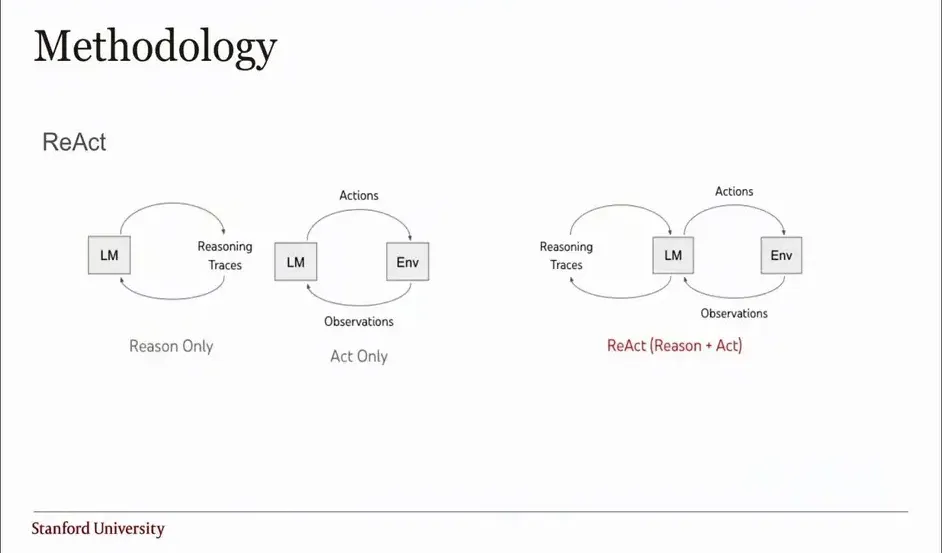 Methodology
ReAct
LM
Reasoning
Traces
Reason Only
Actions
LM
Env
Observations
Act Only
Reasoning
Traces
Actions
LM
Env
Observations
ReAct (Reason + Act)
Stanford University